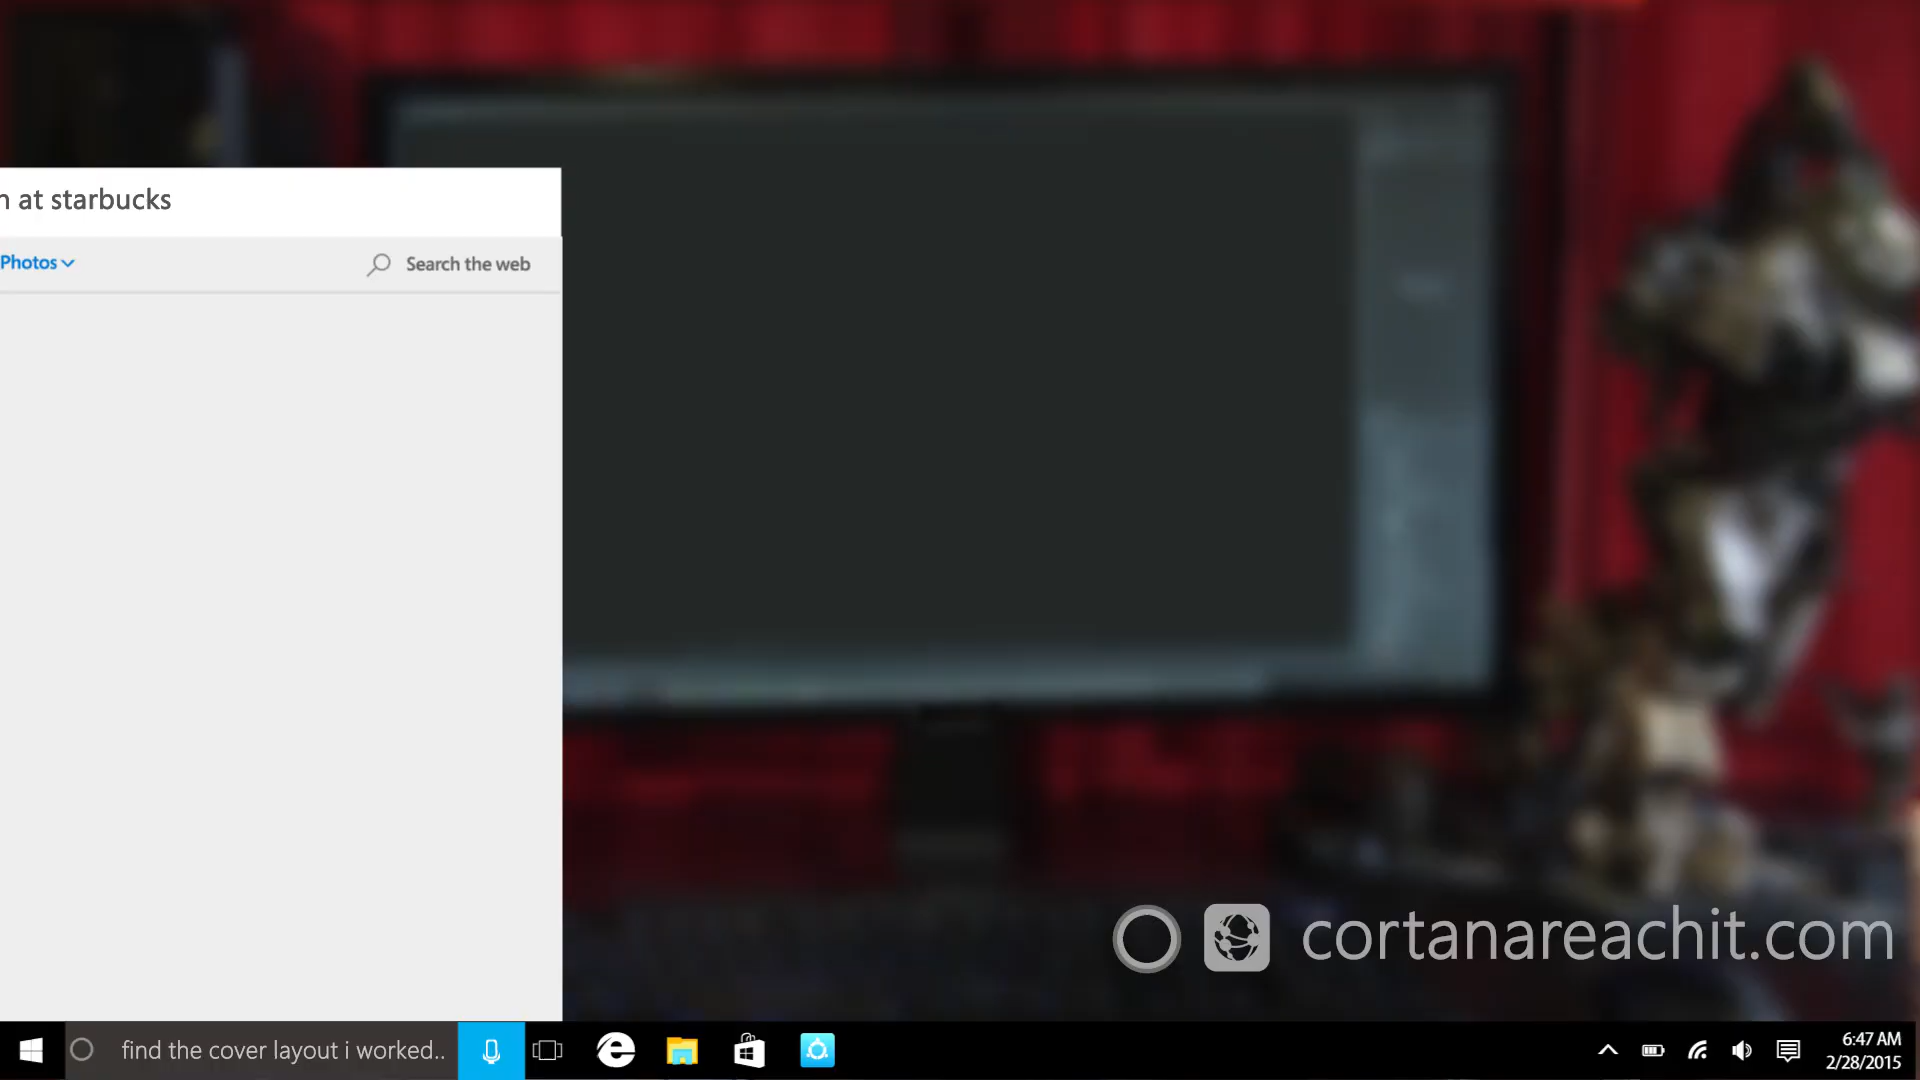 n at starbucks
Photos
Search the web
cortanareachit.com
find the cover layout i worked..
6:47 AM
2/28/2015